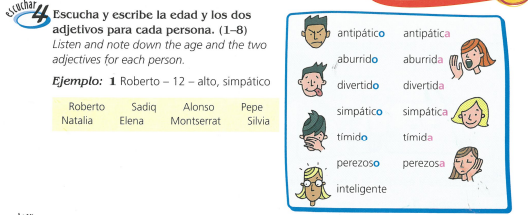 escuchar 4
Escucha y escribe la edad y los dos
adjetivos para cada persona. (1–8)
Listen and note down the age and the two
adjectives for each person.
Ejemplo: 1 Roberto – 12 – alto, simpático
Roberto Sadiq Alonso Pepe
Natalia Elena Montserrat Silvia
antipático antipática
aburrido aburrida
divertido divertida
simpático simpática
tímido tímida
perezoso perezosa
inteligente